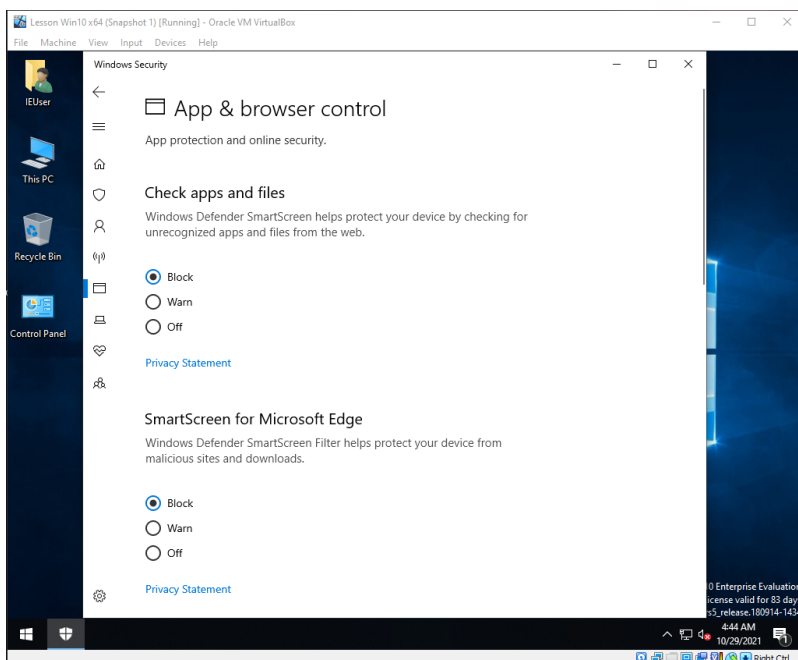 Lesson Win10 x64 (Snapshot 1) [Running] - Oracle VM VirtualBox
File Machine View Input Devices Help
Windows Security
IEUser
This PC
Recycle Bin
Control Panel
App & browser control
App protection and online security.
Check apps and files
Windows Defender SmartScreen helps protect your device by checking for
unrecognized apps and files from the web.
Block
Warn
Off
Privacy Statement
SmartScreen for Microsoft Edge
Windows Defender SmartScreen Filter helps protect your device from
malicious sites and downloads.
Block
Warn
Off
Privacy Statement
0 Enterprise Evaluation
icense valid for 83 day
s5_release.180914-143
4:44 AM
10/29/2021
1
Right Ctrl